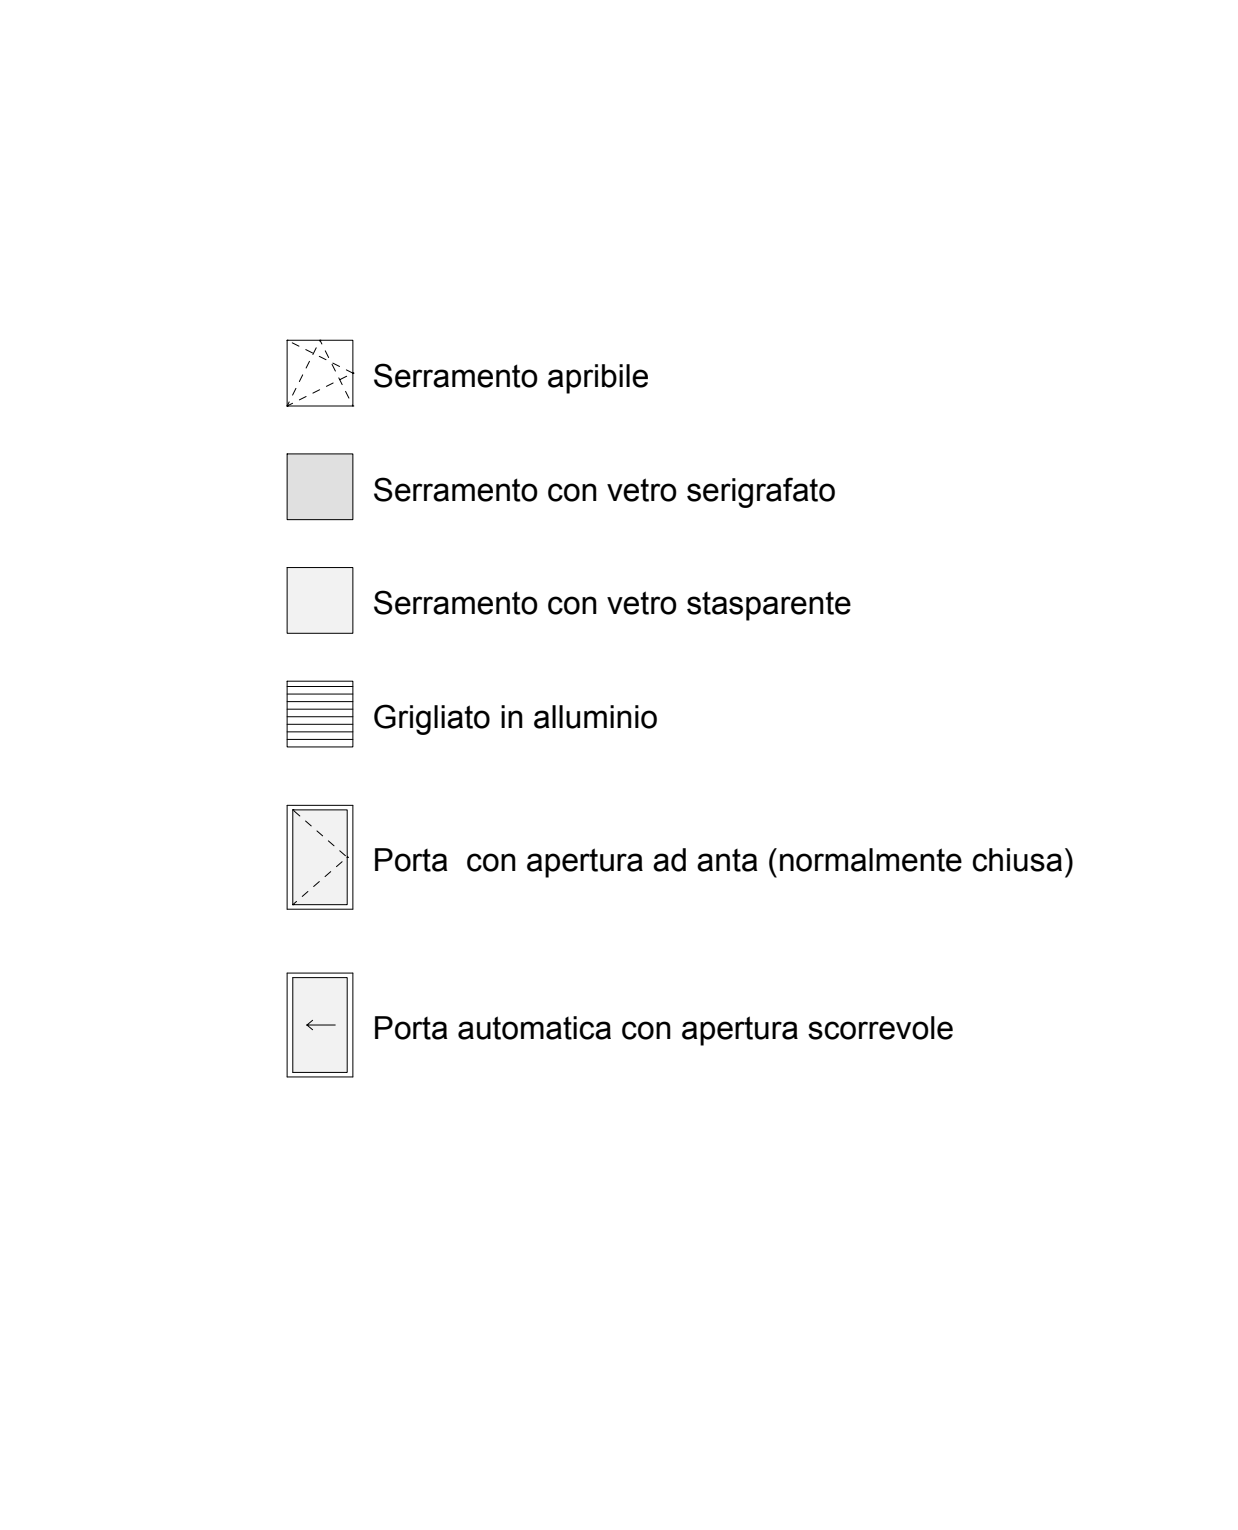 Serramento apribile
Serramento con vetro serigrafato
Serramento con vetro stasparente
Grigliato in alluminio
Porta  con apertura ad anta (normalmente chiusa)
Porta automatica con apertura scorrevole